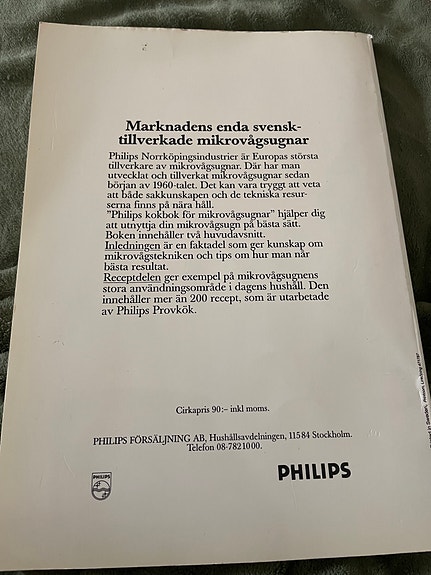 Marknadens enda svensk-
tillverkade mikrovågsugnar
Philips Norrköpingsindustrier är Europas största
tillverkare av mikrovågsugnar. Där har man
utvecklat och tillverkat mikrovågsugnar sedan
början av 1960-talet. Det kan vara tryggt att veta
att både sakkunskapen och de tekniska resur-
serna finns på nära håll.
"Philips kokbok för mikrovågsugnar" hjälper dig
att utnyttja din mikrovågsugn på bästa sätt.
Boken innehåller två huvudavsnitt.
Inledningen är en faktadel som ger kunskap om
mikrovågstekniken och tips om hur man når
bästa resultat.
Receptdelen ger exempel på mikrovågsugnens
stora användningsområde i dagens hushåll. Den
innehåller mer än 200 recept, som är utarbetade
av Philips Provkök.
Cirkapris 90:– inkl moms.
PHILIPS FÖRSÄLJNING AB, Hushållsavdelningen, 115 84 Stockholm.
Telefon 08-7821000.
PHILIPS
PHILIPS
in Sweden,